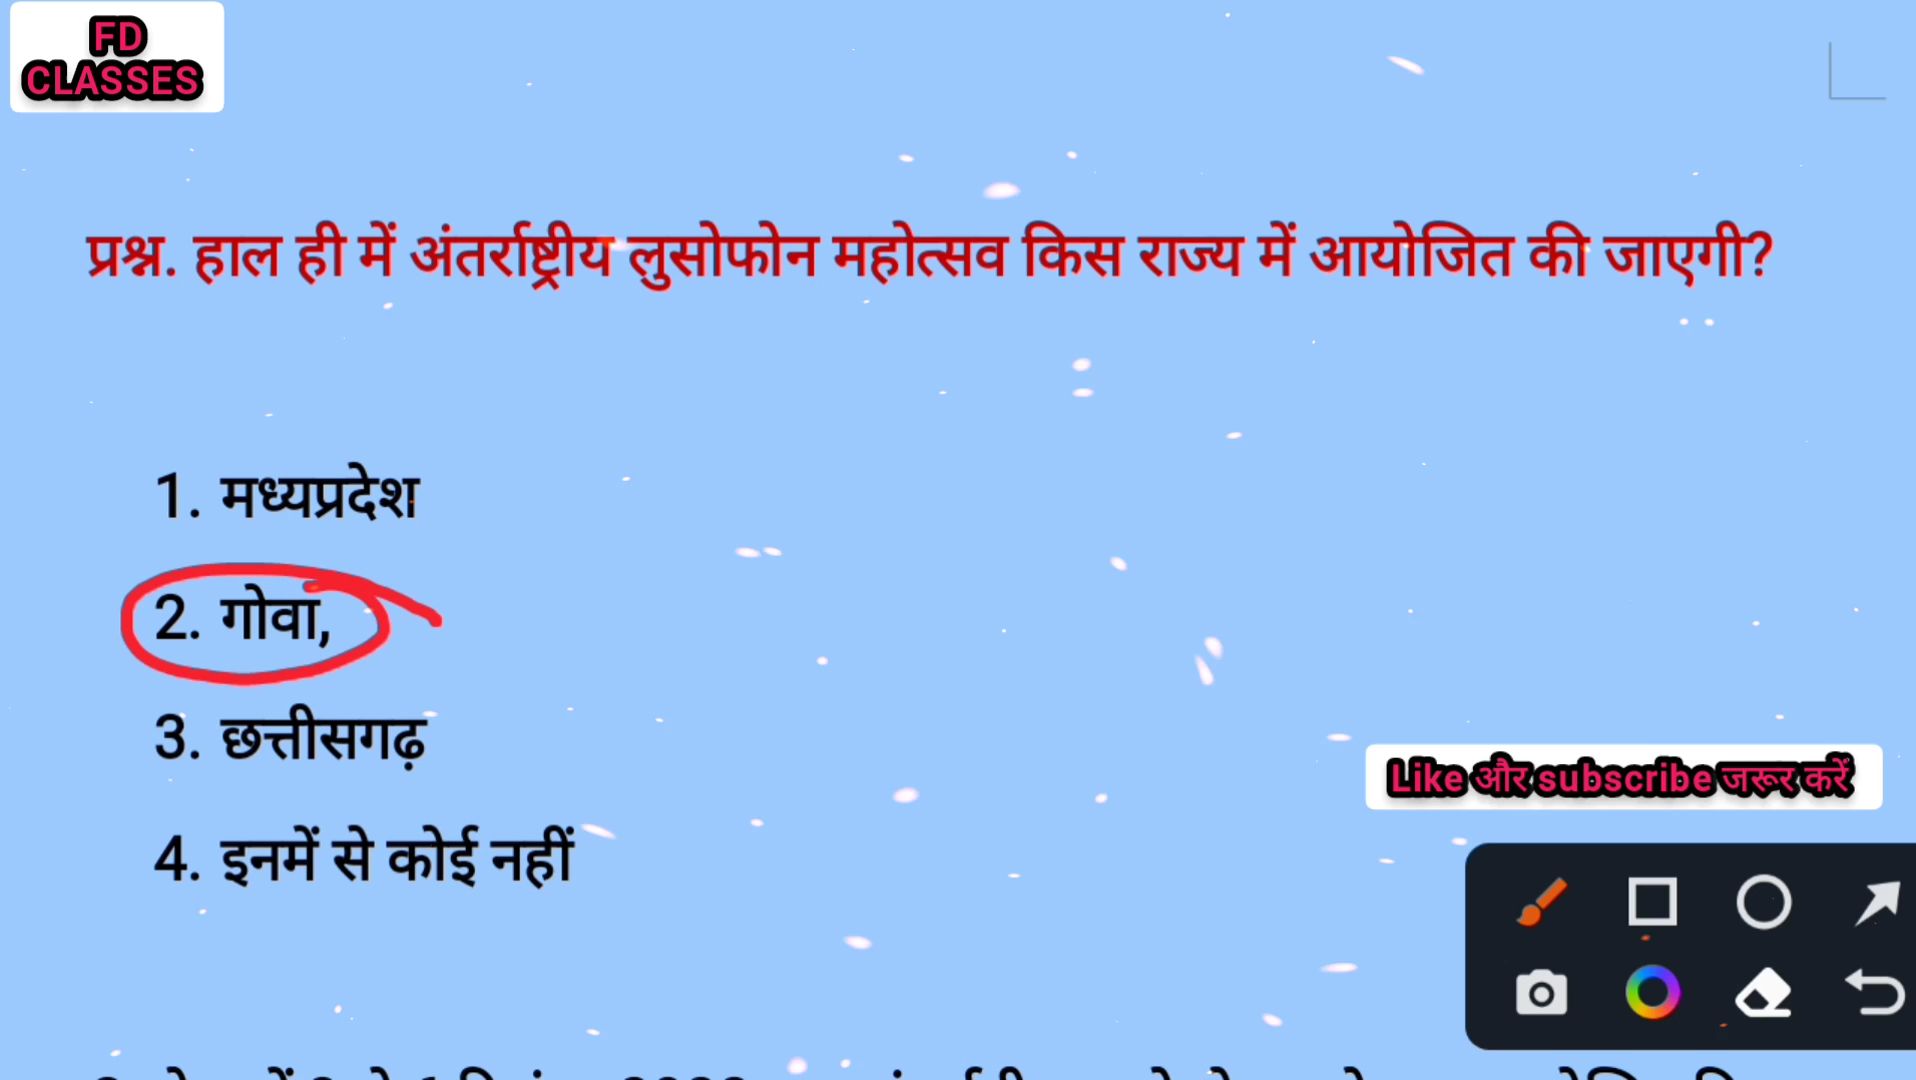 FD
CLASSES
प्रश्न. हाल ही में अंतर्राष्ट्रीय लुसोफोन महोत्सव किस राज्य में आयोजित की जाएगी?
1. मध्यप्रदेश
2. गोवा,
3. छत्तीसगढ़
4. इनमें से कोई नहीं
Like और subscribe जरूर करें